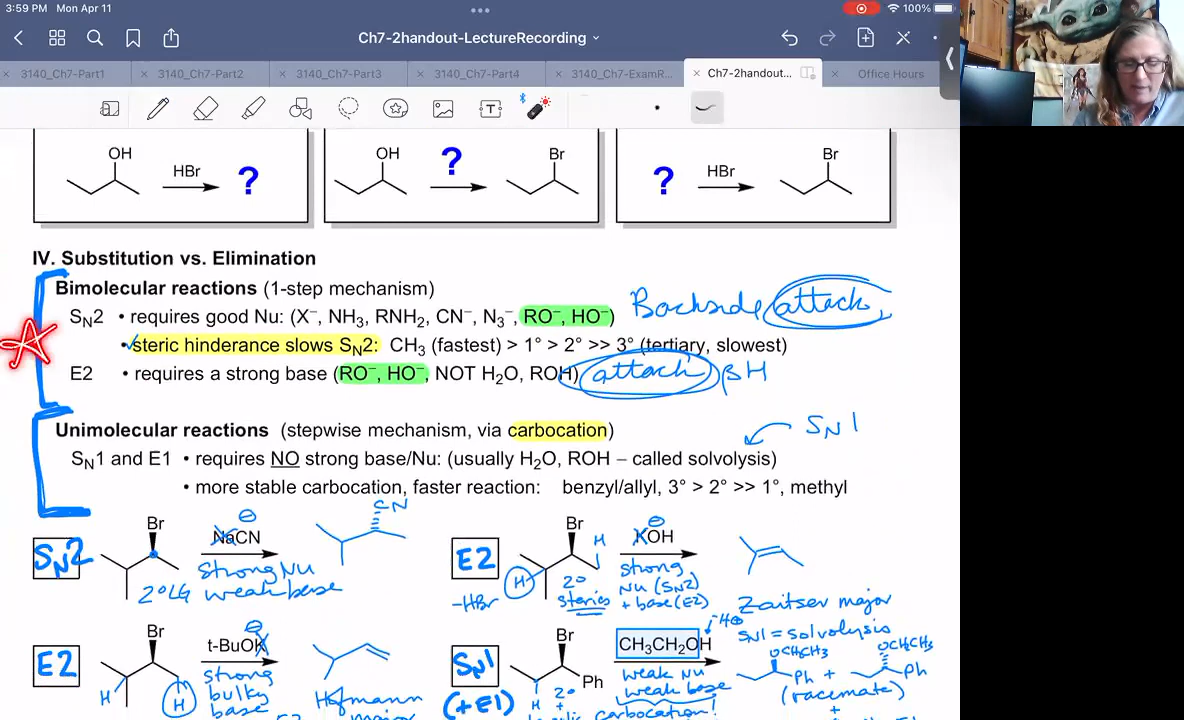 3:59 PM Mon Apr 11
100%
Ch7-2handout-LectureRecording
3140_Ch7-Part1
3140_Ch7-Part2
3140_Ch7-Part3
3140_Ch7-Part4
3140_Ch7-ExamR...
Ch7-2handout...
Office Hours
OH HBr ?
OH ? Br
? HBr Br
IV. Substitution vs. Elimination
Bimolecular reactions (1-step mechanism)
SN2 • requires good Nu: (X⁻, NH3, RNH2, CN⁻, N3⁻, RO⁻, HO⁻)
Backside attack
• steric hinderance slows SN2: CH3 (fastest) > 1° > 2° >> 3° (tertiary, slowest)
E2 • requires a strong base (RO⁻, HO⁻, NOT H2O, ROH)
attack βH
Unimolecular reactions (stepwise mechanism, via carbocation)
SN1
SN1 and E1 • requires NO strong base/Nu: (usually H2O, ROH – called solvolysis)
• more stable carbocation, faster reaction: benzyl/allyl, 3° > 2° >> 1°, methyl
SN2
Br
NaCN
⊖
CN
strong Nu
weak base
2° LG
E2
-HBr
Br
H
H
2°
sterics
KOH
⊖
strong
Nu (SN2)
+ base (E2)
Zaitsev major
E2
Br
H
H
t-BuOK
⊖
strong
bulky
base
Hofmann
major
SN1
(+E1)
Br
Ph
H
2°
+
CH3CH2OH
-H⊕
weak Nu
weak base
carbocation!
SN1 = solvolysis
OCH2CH3
Ph
+
OCH2CH3
Ph
(racemate)
+